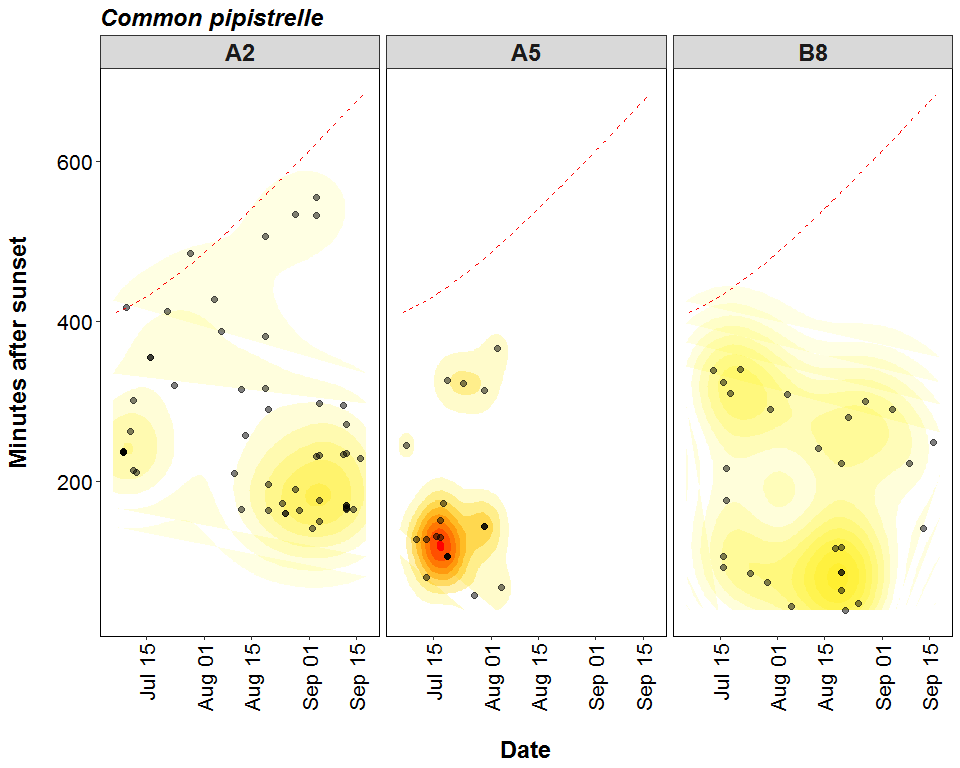 Common pipistrelle
A2 A5 B8
Minutes after sunset
600
400
200
Jul 15 Aug 01 Aug 15 Sep 01 Sep 15 Jul 15 Aug 01 Aug 15 Sep 01 Sep 15 Jul 15 Aug 01 Aug 15 Sep 01 Sep 15
Date